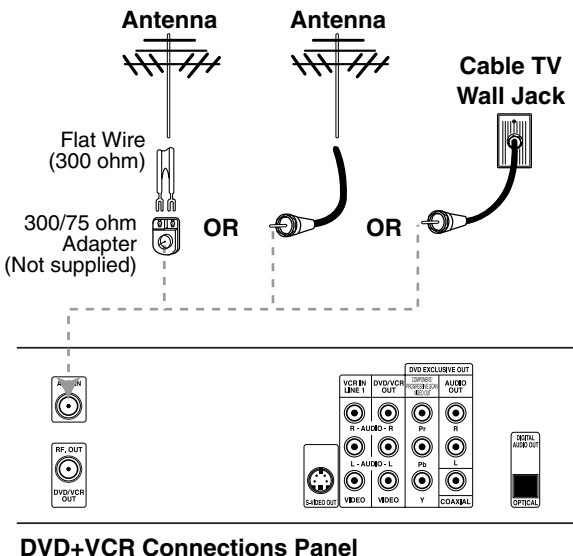 Antenna
Antenna
Cable TV
Wall Jack
Flat Wire
(300 ohm)
300/75 ohm
Adapter
(Not supplied)
OR
OR
DVD EXCLUSIVE OUT
VCR IN
LINE 1
DVD/VCR
OUT
COMPONENT/
PROGRESSIVE SCAN
VIDEO OUT
AUDIO
OUT
R - AUDIO - R
Pr
R
RF. OUT
DIGITAL
AUDIO OUT
L - AUDIO - L
Pb
L
DVD/VCR
OUT
S-VIDEO OUT
VIDEO
VIDEO
Y
COAXIAL
OPTICAL
DVD+VCR Connections Panel